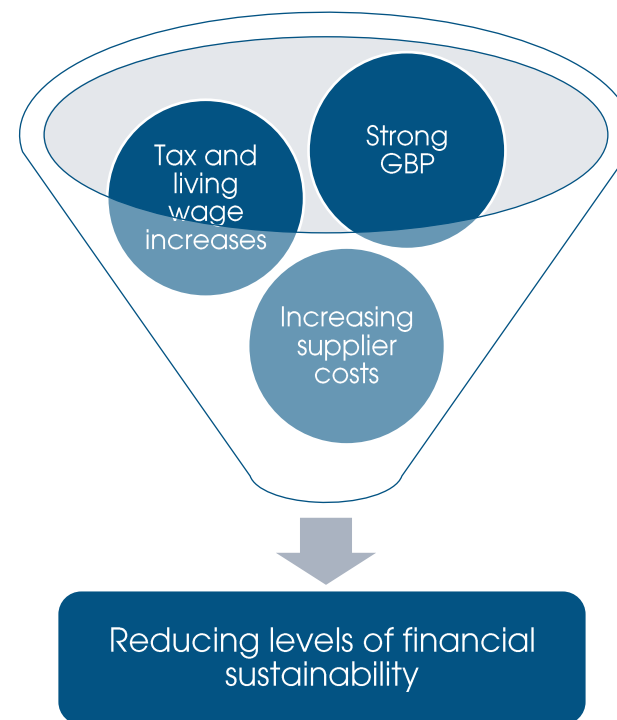 Tax and
living
wage
increases
Strong
GBP
Increasing
supplier
costs
Reducing levels of financial
sustainability